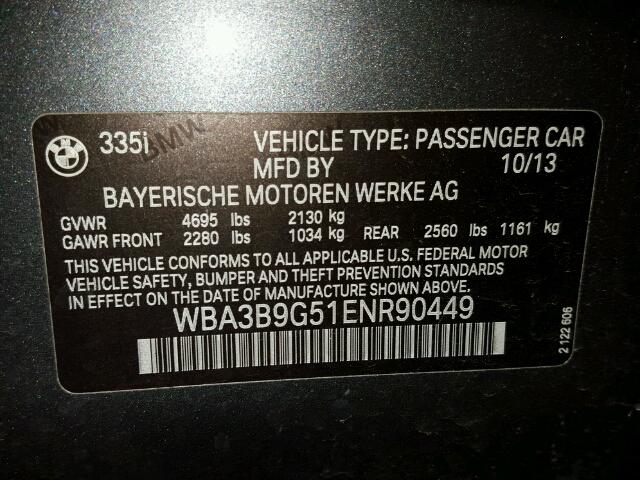 335i VEHICLE TYPE: PASSENGER CAR
BMW
MFD BY 10/13
BAYERISCHE MOTOREN WERKE AG
GVWR 4695 lbs 2130 kg
GAWR FRONT 2280 lbs 1034 kg REAR 2560 lbs 1161 kg
THIS VEHICLE CONFORMS TO ALL APPLICABLE U.S. FEDERAL MOTOR
VEHICLE SAFETY, BUMPER AND THEFT PREVENTION STANDARDS
IN EFFECT ON THE DATE OF MANUFACTURE SHOWN ABOVE.
WBA3B9G51ENR90449
2 122 606